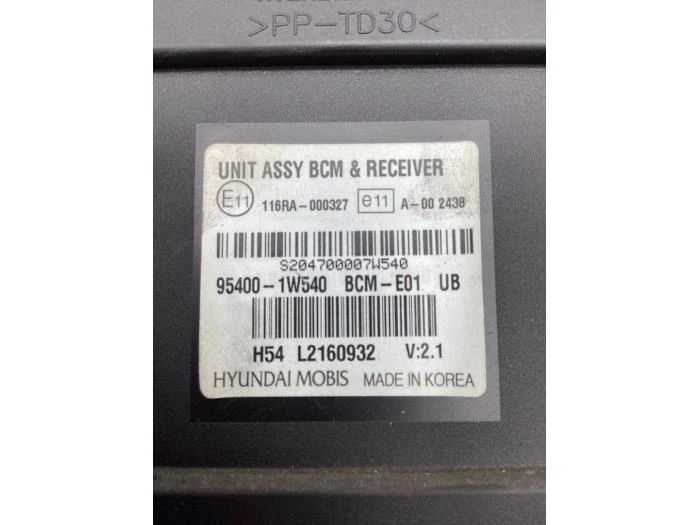 >PP-TD30<
UNIT ASSY BCM & RECEIVER
E11 116RA-000327 e11 A-00 2438
S204700007W540
95400-1W540 BCM-E01 UB
H54 L2160932 V:2.1
HYUNDAI MOBIS MADE IN KOREA